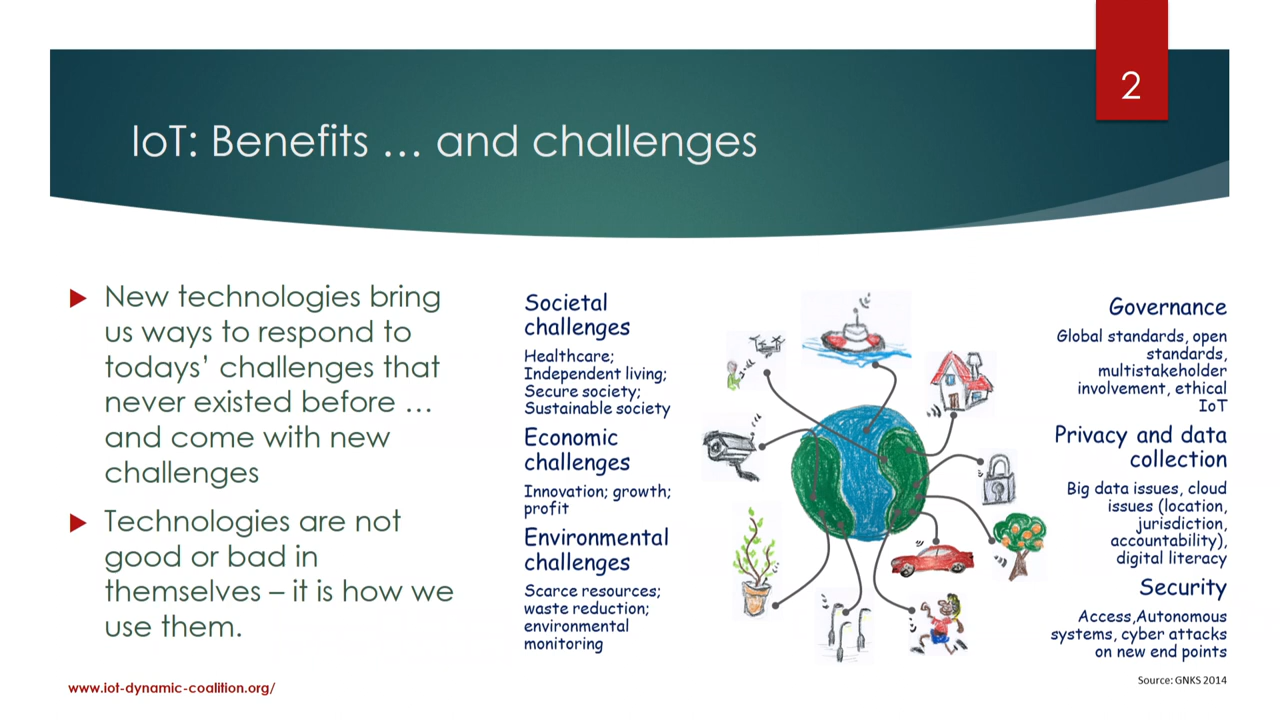 2
IoT: Benefits … and challenges
New technologies bring
us ways to respond to
todays’ challenges that
never existed before …
and come with new
challenges
Technologies are not
good or bad in
themselves – it is how we
use them.
Societal
challenges
Healthcare;
Independent living;
Secure society;
Sustainable society
Economic
challenges
Innovation; growth;
profit
Environmental
challenges
Scarce resources;
waste reduction;
environmental
monitoring
Governance
Global standards, open
standards,
multistakeholder
involvement, ethical
IoT
Privacy and data
collection
Big data issues, cloud
issues (location,
jurisdiction,
accountability),
digital literacy
Security
Access,Autonomous
systems, cyber attacks
on new end points
www.iot-dynamic-coalition.org/
Source: GNKS 2014